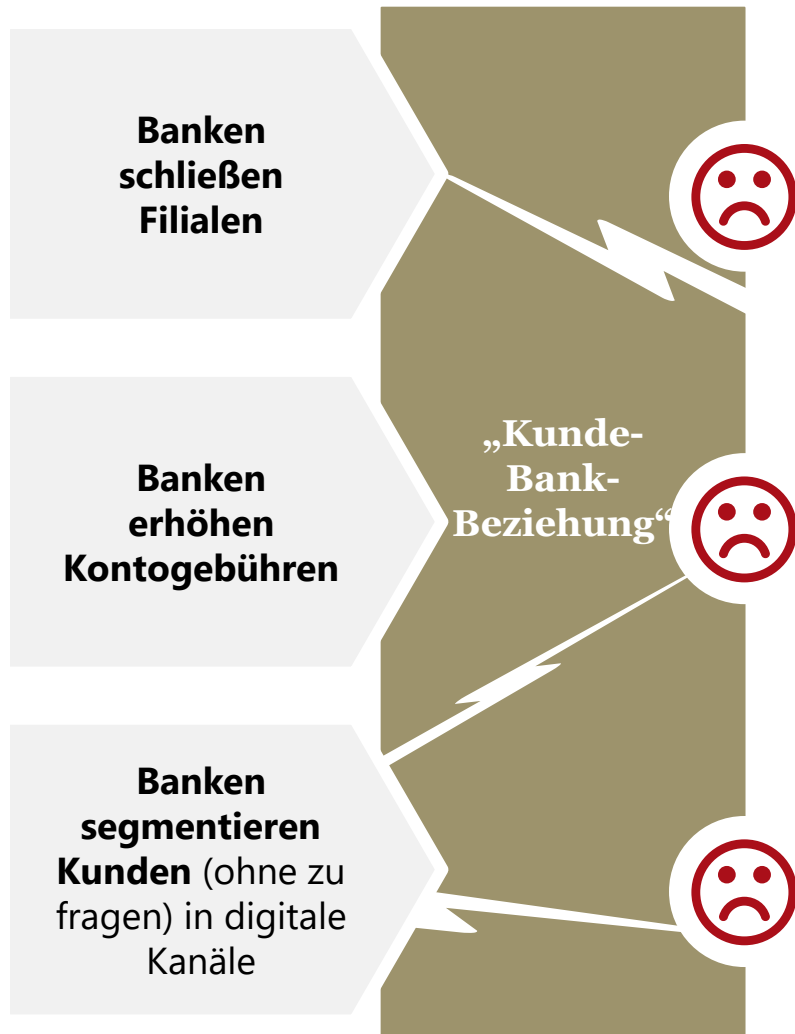 Banken
schließen
Filialen
Banken
erhöhen
Kontogebühren
„Kunde-
Bank-
Beziehung“
Banken
segmentieren
Kunden (ohne zu
fragen) in digitale
Kanäle